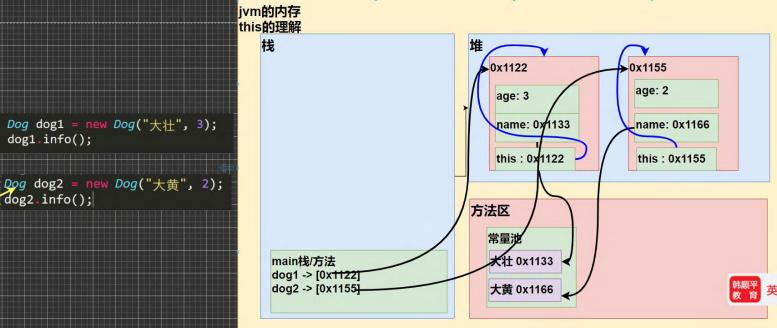 Dog dog1 = new Dog("大壮", 3);
dog1.info();
Dog dog2 = new Dog("大黄", 2);
dog2.info();
jvm的内存
this的理解
栈
main栈/方法
dog1 -> [0x1122]
dog2 -> [0x1155]
堆
0x1122
age: 3
name: 0x1133
this : 0x1122
0x1155
age: 2
name: 0x1166
this : 0x1155
方法区
常量池
大壮 0x1133
大黄 0x1166
韩顺平
教育
英